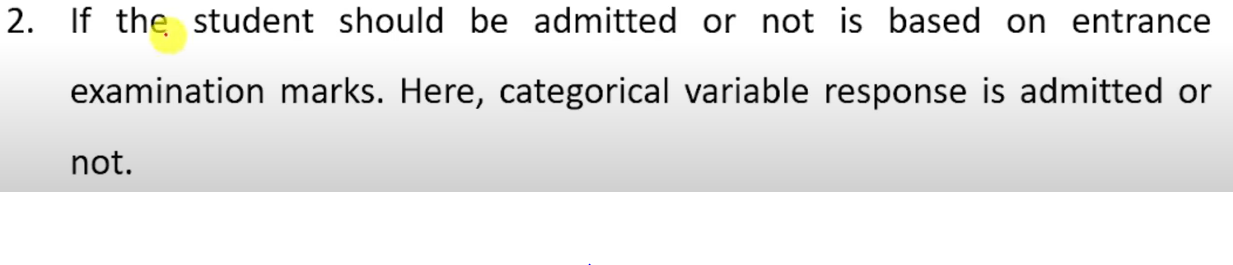 2. If the student should be admitted or not is based on entrance
examination marks. Here, categorical variable response is admitted or
not.